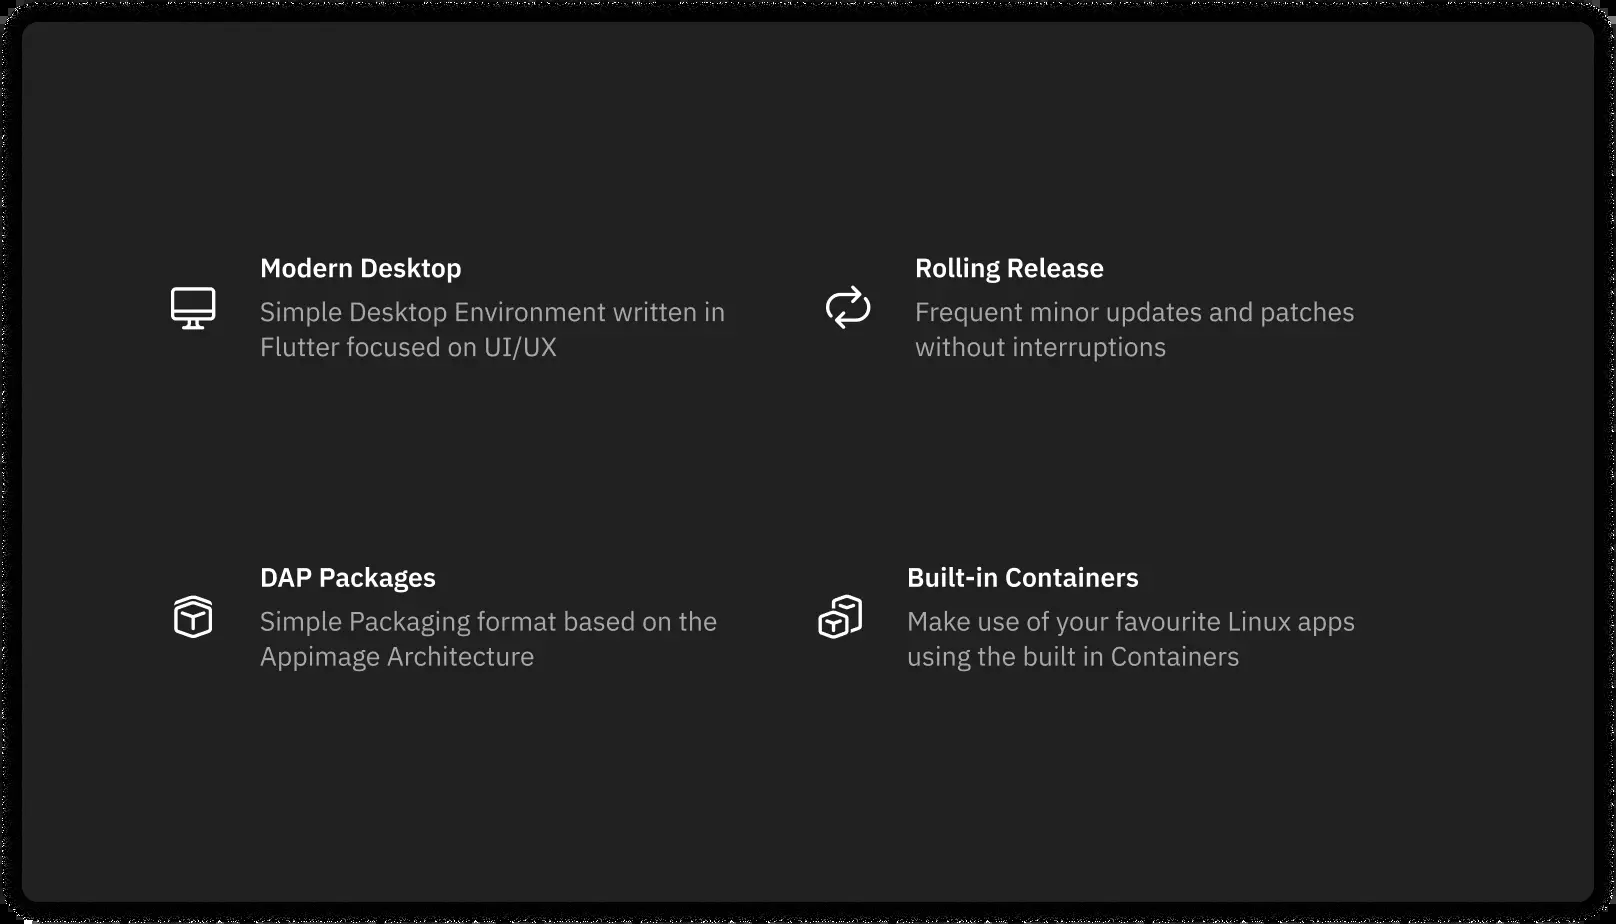 Modern Desktop
Simple Desktop Environment written in
Flutter focused on UI/UX
Rolling Release
Frequent minor updates and patches
without interruptions
DAP Packages
Simple Packaging format based on the
Appimage Architecture
Built-in Containers
Make use of your favourite Linux apps
using the built in Containers